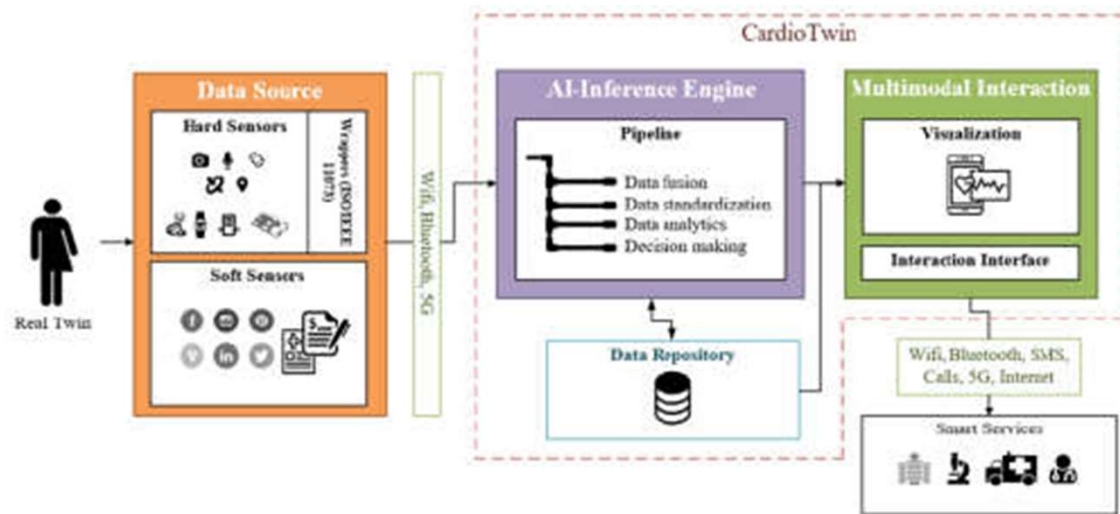 CardioTwin
Data Source
Hard Sensors
Wrappers (ISO/IEEE
11073)
Soft Sensors
Real Twin
Wifi, Bluetooth, 5G
AI-Inference Engine
Pipeline
Data fusion
Data standardization
Data analytics
Decision making
Data Repository
Multimodal Interaction
Visualization
Interaction Interface
Wifi, Bluetooth, SMS,
Calls, 5G, Internet
Smart Services